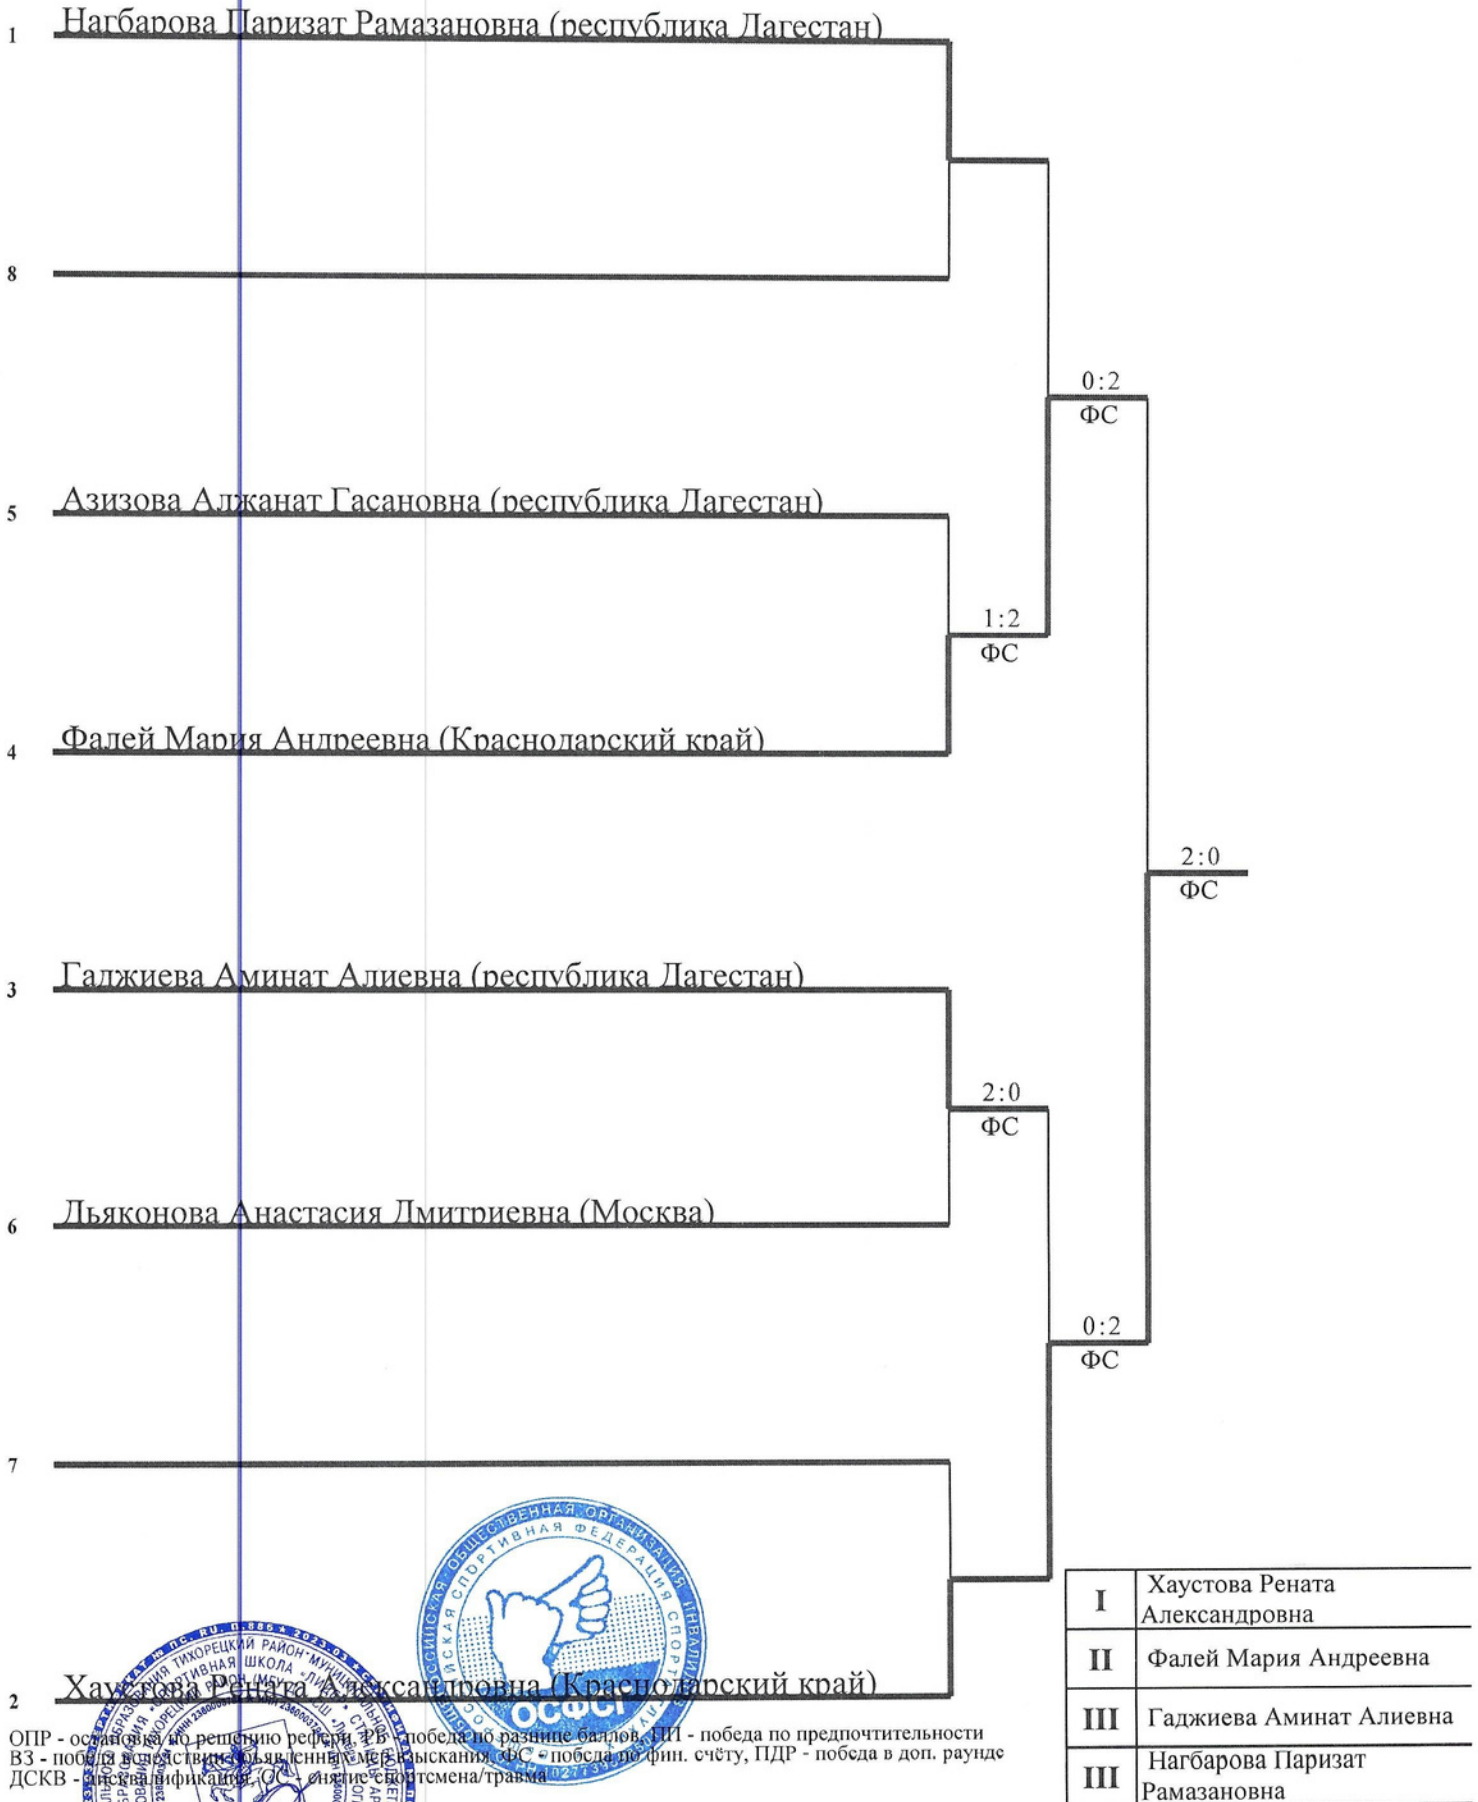 1 Нагбарова Паризат Рамазановна (республика Дагестан)
8
0:2
ФС
5 Азизова Алжанат Гасановна (республика Дагестан)
1:2
ФС
4 Фалей Мария Андреевна (Краснодарский край)
2:0
ФС
3 Гаджиева Аминат Алиевна (республика Дагестан)
2:0
ФС
6 Дьяконова Анастасия Дмитриевна (Москва)
0:2
ФС
7
2 Хаустова Рената Александровна (Краснодарский край)
ОПР - остановка по решению рефери, РБ - победа по разнице баллов, ПП - победа по предпочтительности
ВЗ - победа вследствии объявленных мер взыскания, ФС - победа по фин. счёту, ПДР - победа в доп. раунде
ДСКВ - дисквалификация, ОС - снятие спортсмена/травма
I Хаустова Рената
Александровна
II Фалей Мария Андреевна
III Гаджиева Аминат Алиевна
III Нагбарова Паризат
Рамазановна
ОСФСГ